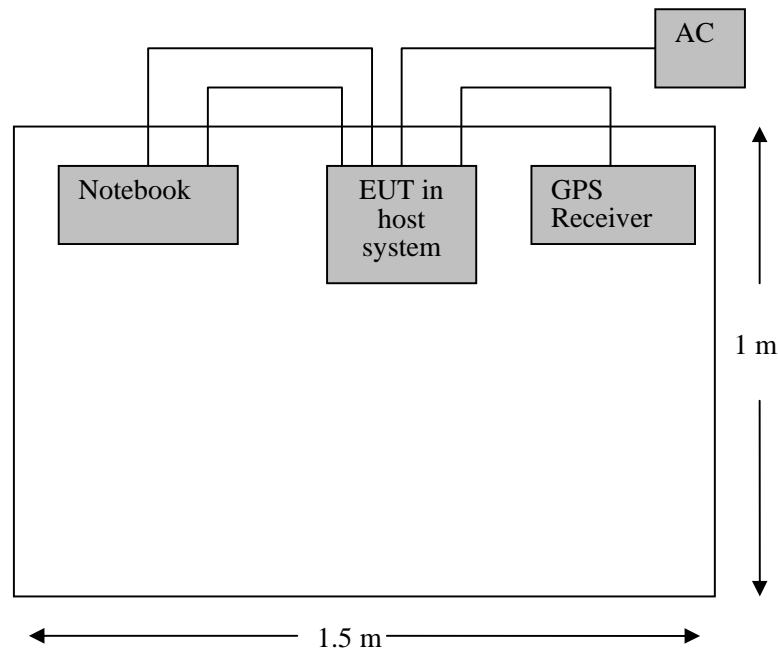 AC
Notebook
EUT in
host
system
GPS
Receiver
1 m
1.5 m